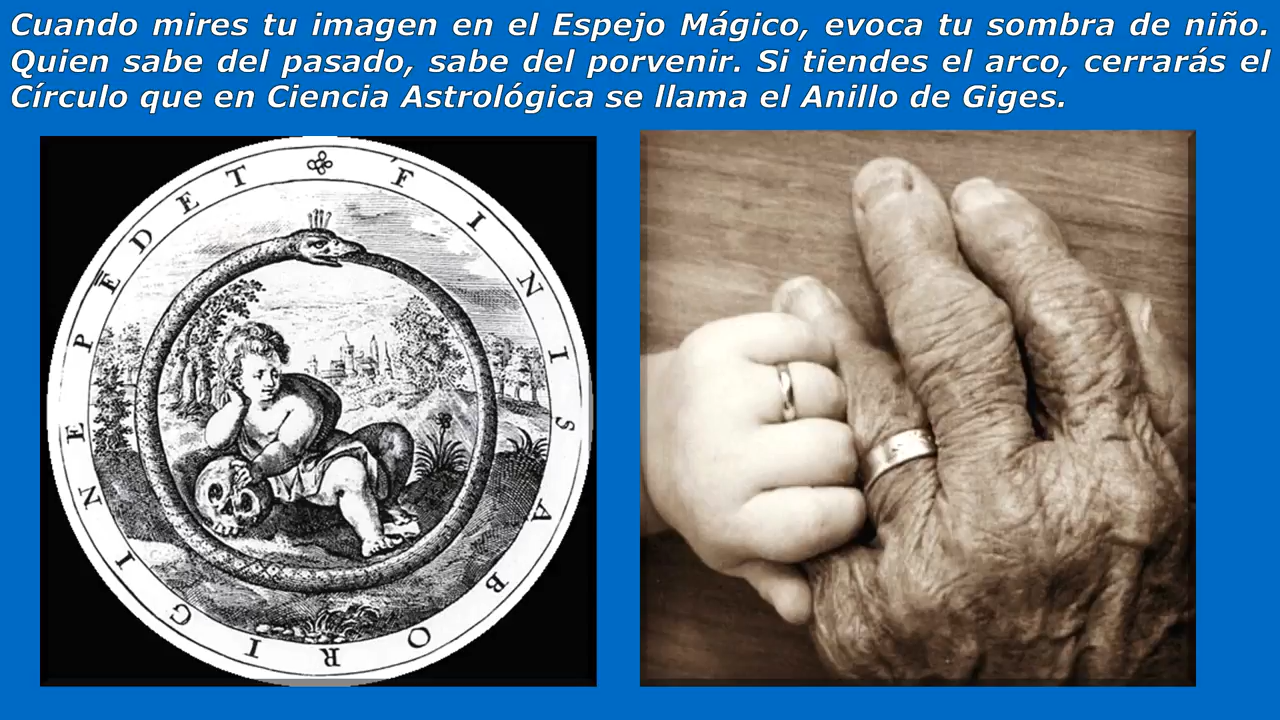 Cuando mires tu imagen en el Espejo Mágico, evoca tu sombra de niño.
Quien sabe del pasado, sabe del porvenir. Si tiendes el arco, cerrarás el
Círculo que en Ciencia Astrológica se llama el Anillo de Giges.
FINIS AB ORIGINE PĒDET